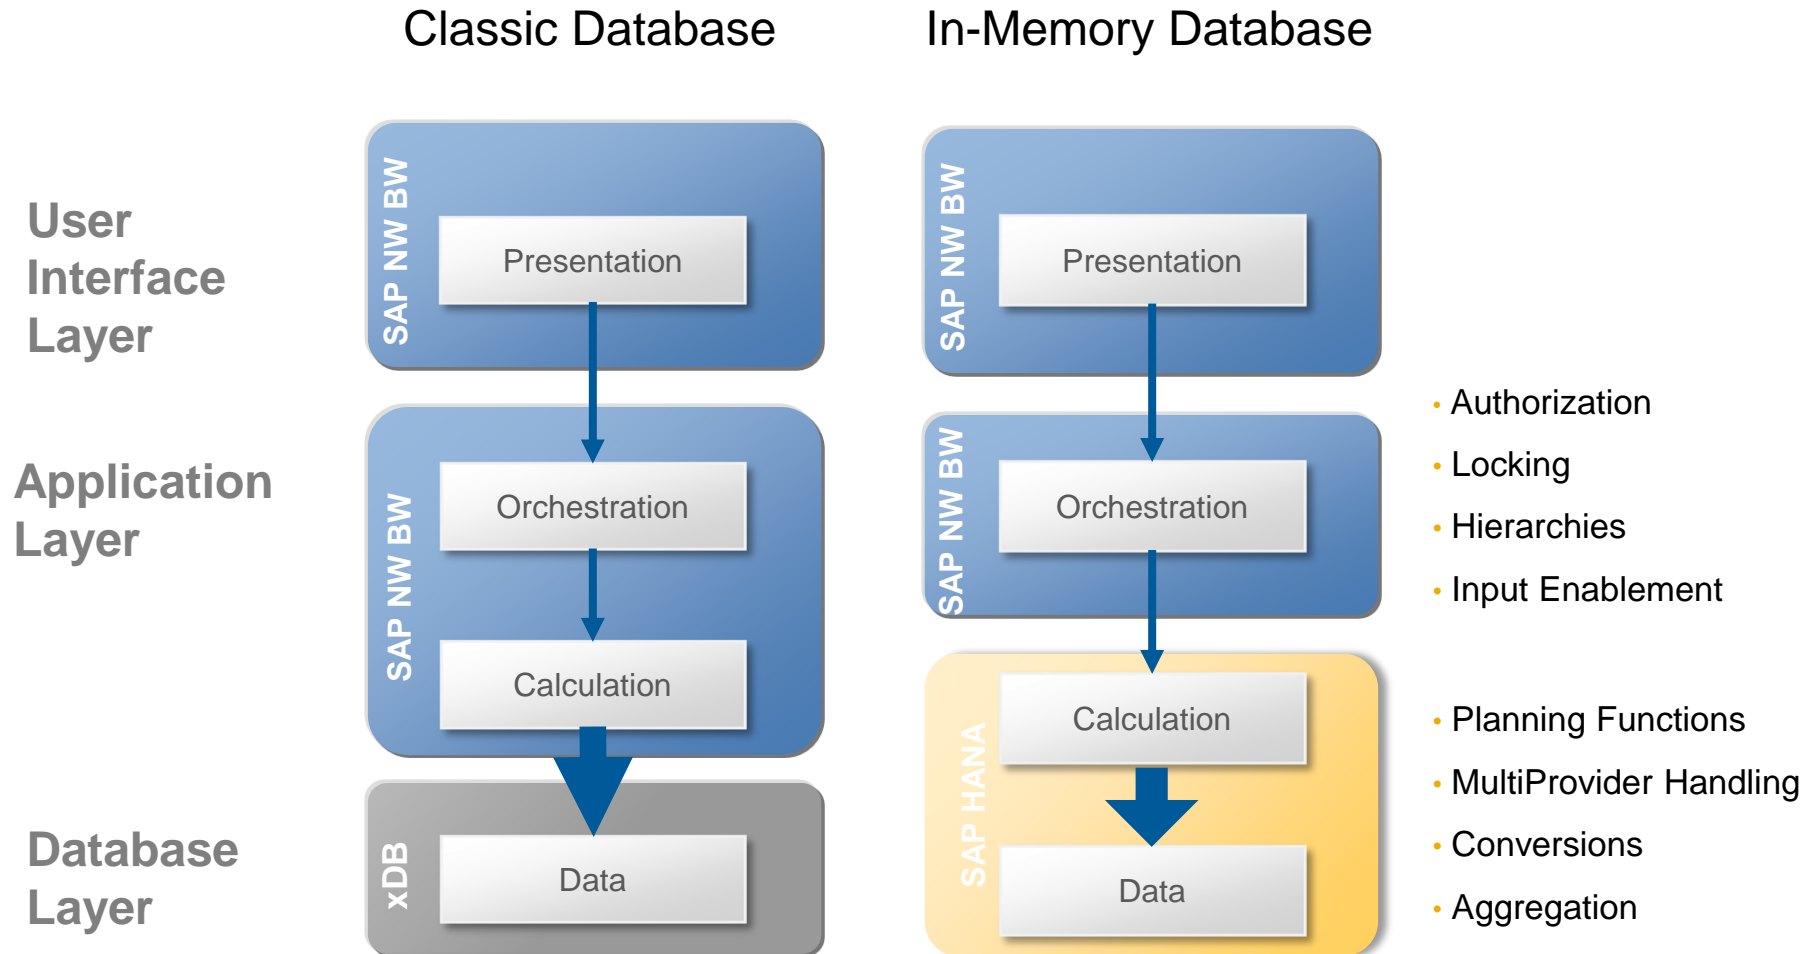 Classic Database
In-Memory Database
User
Interface
Layer
SAP NW BW
Presentation
SAP NW BW
Presentation
Application
Layer
SAP NW BW
Orchestration
Calculation
SAP NW BW
Orchestration
• Authorization
• Locking
• Hierarchies
• Input Enablement
Database
Layer
xDB
Data
SAP HANA
Calculation
Data
• Planning Functions
• MultiProvider Handling
• Conversions
• Aggregation